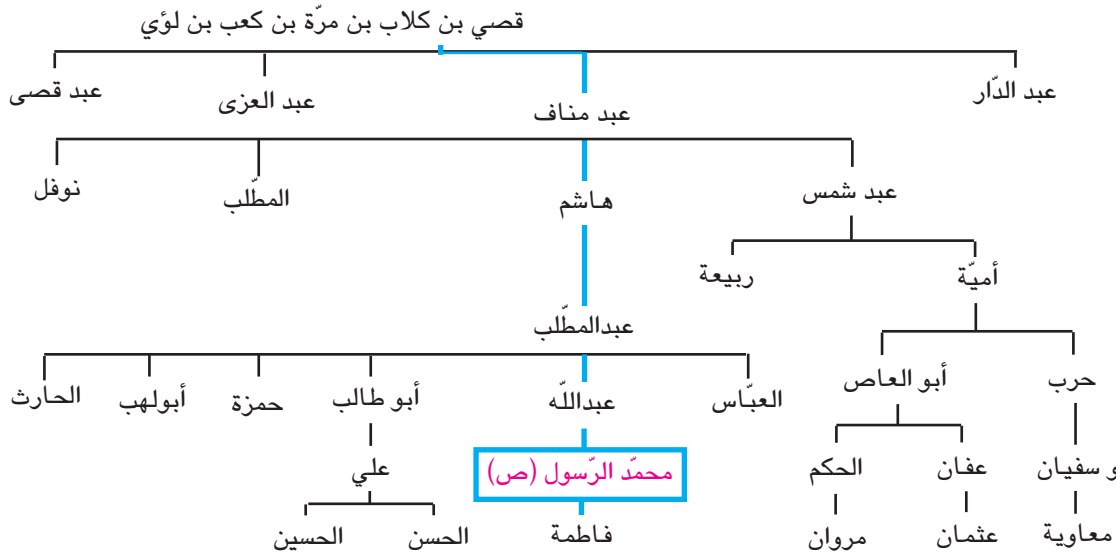 قصي بن كلاب بن مرّة بن كعب بن لؤي
عبد الدّار عبد مناف عبد العزى عبد قصى
عبد شمس هاشم المطّلب نوفل
أميّة ربيعة
عبدالمطّلب
حرب أبو العاص العبّاس عبداللّه أبو طالب حمزة أبولهب الحارث
و سفيان عفان الحكم محمّد الرّسول (ص) علي
معاوية عثمان مروان فاطمة الحسن الحسين